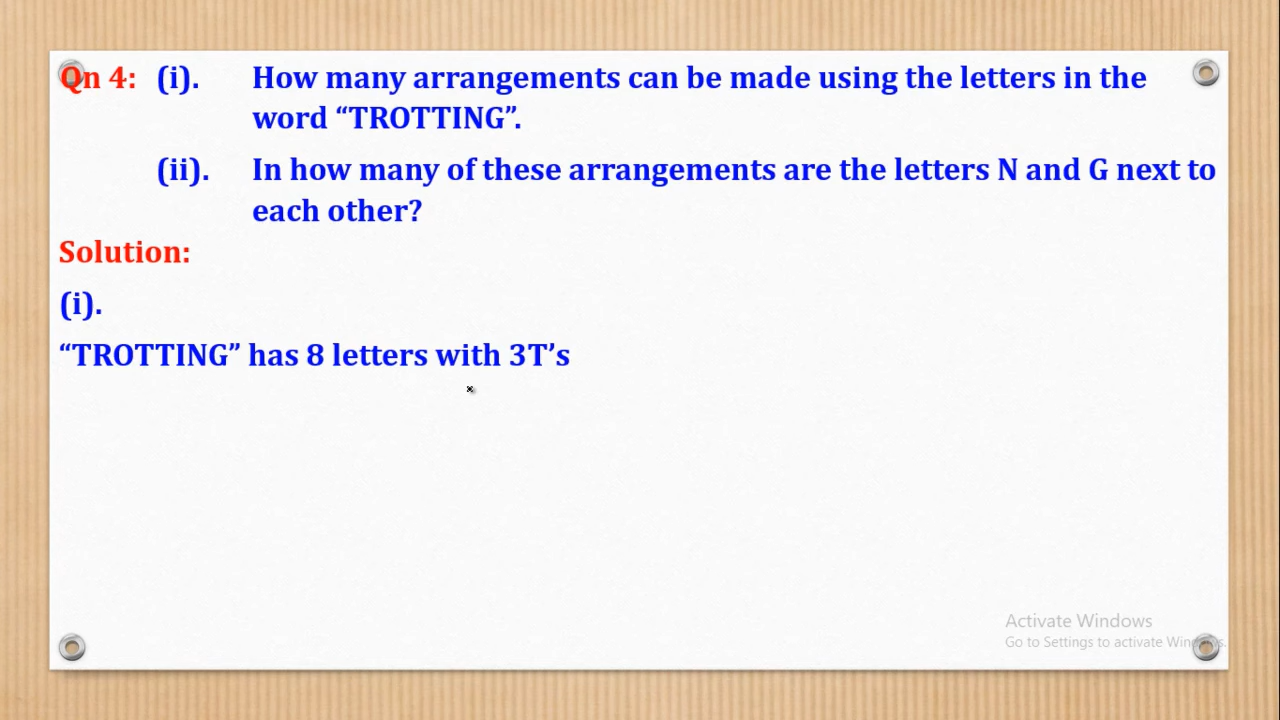 Qn 4: (i). How many arrangements can be made using the letters in the
word “TROTTING”.
(ii). In how many of these arrangements are the letters N and G next to
each other?
Solution:
(i).
“TROTTING” has 8 letters with 3T’s
Activate Windows
Go to Settings to activate Windows.